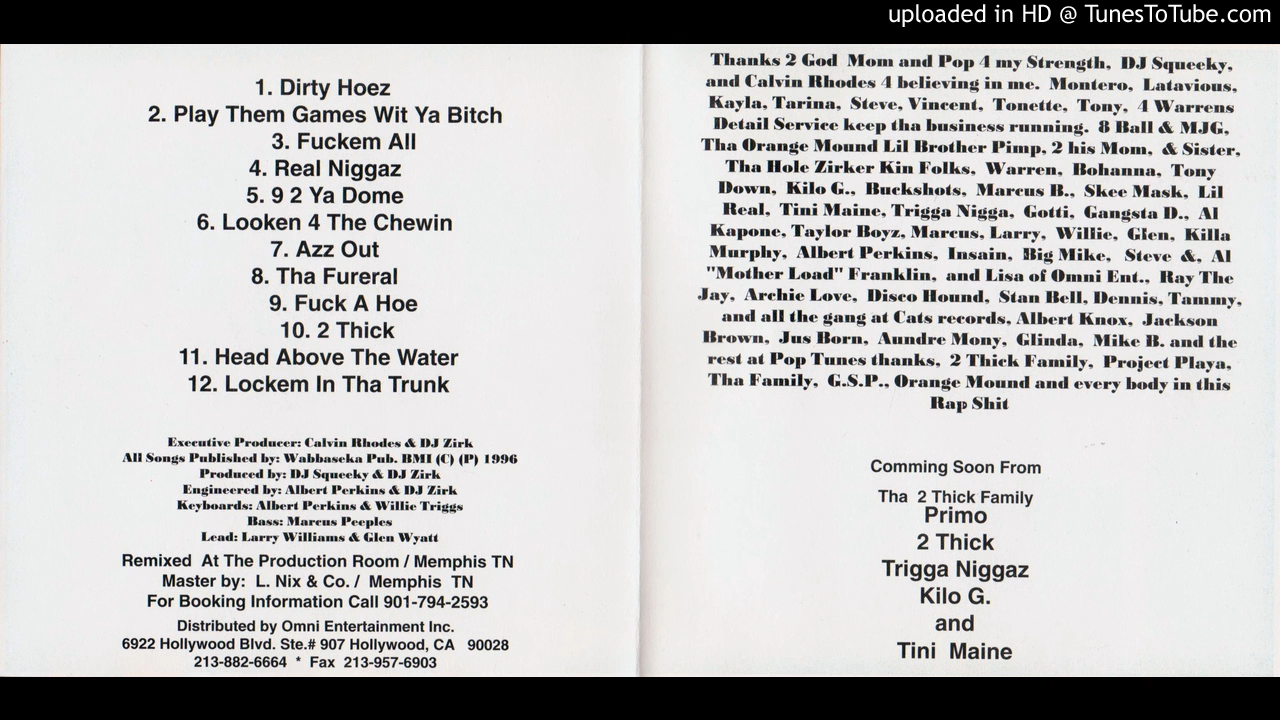 uploaded in HD @ TunesToTube.com
1. Dirty Hoez
2. Play Them Games Wit Ya Bitch
3. Fuckem All
4. Real Niggaz
5. 9 2 Ya Dome
6. Looken 4 The Chewin
7. Azz Out
8. Tha Fureral
9. Fuck A Hoe
10. 2 Thick
11. Head Above The Water
12. Lockem In Tha Trunk
Executive Producer: Calvin Rhodes & DJ Zirk
All Songs Published by: Wabbaseka Pub. BMI (C) (P) 1996
Produced by: DJ Squeeky & DJ Zirk
Engineered by: Albert Perkins & DJ Zirk
Keyboards: Albert Perkins & Willie Triggs
Bass: Marcus Peeples
Lead: Larry Williams & Glen Wyatt
Remixed At The Production Room / Memphis TN
Master by: L. Nix & Co. / Memphis TN
For Booking Information Call 901-794-2593
Distributed by Omni Entertainment Inc.
6922 Hollywood Blvd. Ste.# 907 Hollywood, CA 90028
213-882-6664 * Fax 213-957-6903
Thanks 2 God Mom and Pop 4 my Strength, DJ Squeeky,
and Calvin Rhodes 4 believing in me. Montero, Latavious,
Kayla, Tarina, Steve, Vincent, Tonette, Tony, 4 Warrens
Detail Service keep tha business running. 8 Ball & MJG,
Tha Orange Mound Lil Brother Pimp, 2 his Mom, & Sister,
Tha Hole Zirker Kin Folks, Warren, Bohanna, Tony
Down, Kilo G., Buckshots, Marcus B., Skee Mask, Lil
Real, Tini Maine, Trigga Nigga, Gotti, Gangsta D., Al
Kapone, Taylor Boyz, Marcus, Larry, Willie, Glen, Killa
Murphy, Albert Perkins, Insain, Big Mike, Steve &, Al
"Mother Load" Franklin, and Lisa of Omni Ent., Ray The
Jay, Archie Love, Disco Hound, Stan Bell, Dennis, Tammy,
and all the gang at Cats records, Albert Knox, Jackson
Brown, Jus Born, Aundre Mony, Glinda, Mike B. and the
rest at Pop Tunes thanks, 2 Thick Family, Project Playa,
Tha Family, G.S.P., Orange Mound and every body in this
Rap Shit
Comming Soon From
Tha 2 Thick Family
Primo
2 Thick
Trigga Niggaz
Kilo G.
and
Tini Maine